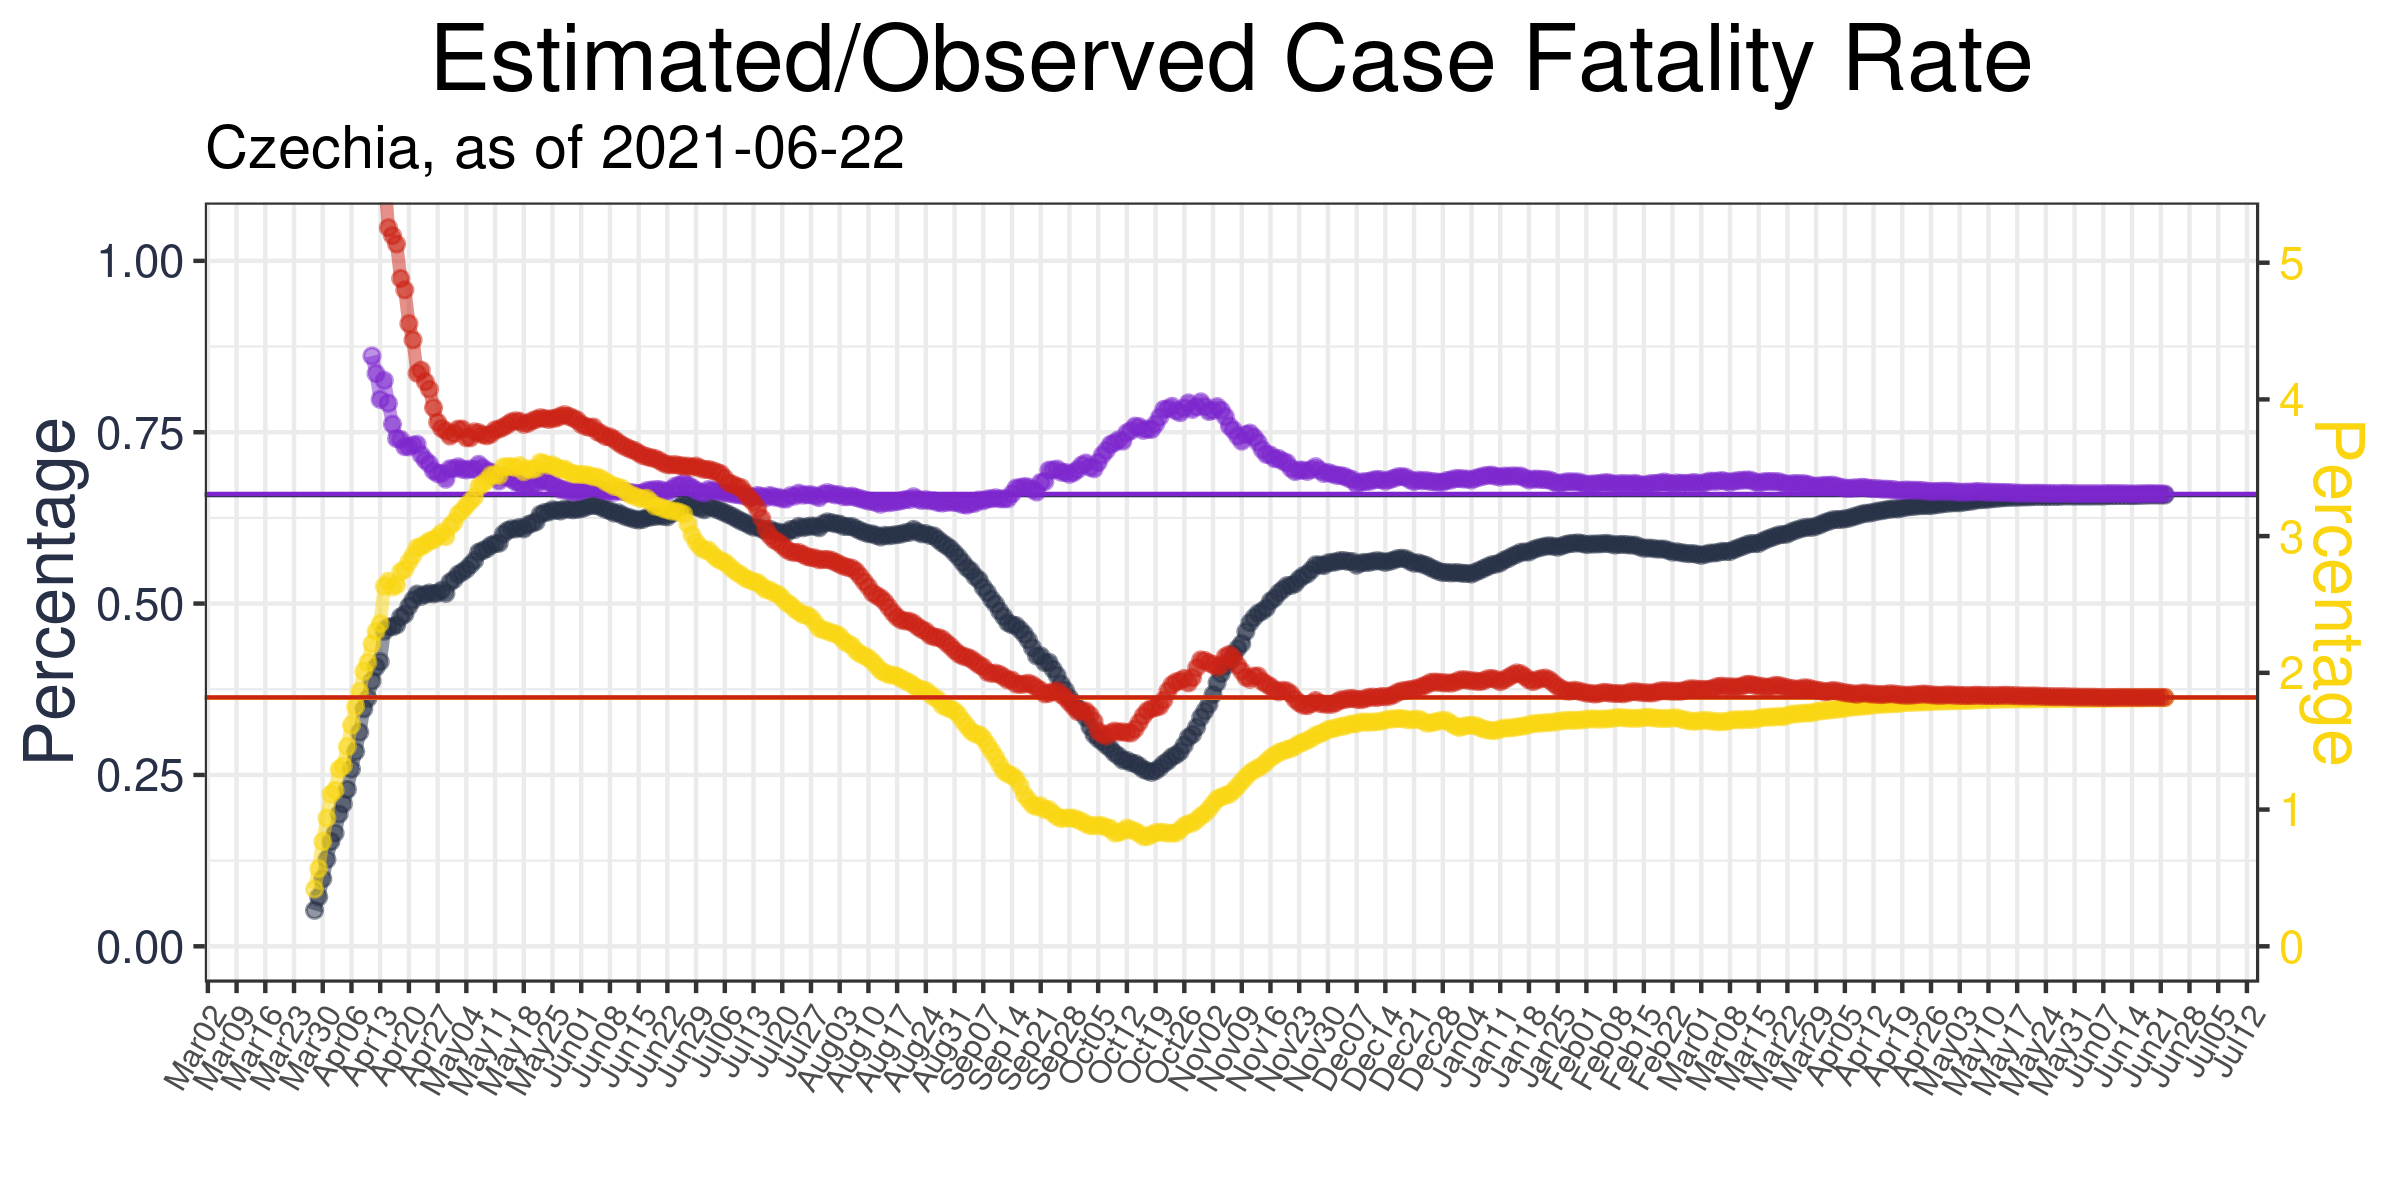 Estimated/Observed Case Fatality Rate
Czechia, as of 2021-06-22
Percentage
1.00
0.75
0.50
0.25
0.00
5
4
3
2
1
0
Percentage
Mar02
Mar09
Mar16
Mar23
Mar30
Apr06
Apr13
Apr20
Apr27
May04
May11
May18
May25
Jun01
Jun08
Jun15
Jun22
Jun29
Jul06
Jul13
Jul20
Jul27
Aug03
Aug10
Aug17
Aug24
Aug31
Sep07
Sep14
Sep21
Sep28
Oct05
Oct12
Oct19
Oct26
Nov02
Nov09
Nov16
Nov23
Nov30
Dec07
Dec14
Dec21
Dec28
Jan04
Jan11
Jan18
Jan25
Feb01
Feb08
Feb15
Feb22
Mar01
Mar08
Mar15
Mar22
Mar29
Apr05
Apr12
Apr19
Apr26
May03
May10
May17
May24
May31
Jun07
Jun14
Jun21
Jun28
Jul05
Jul12